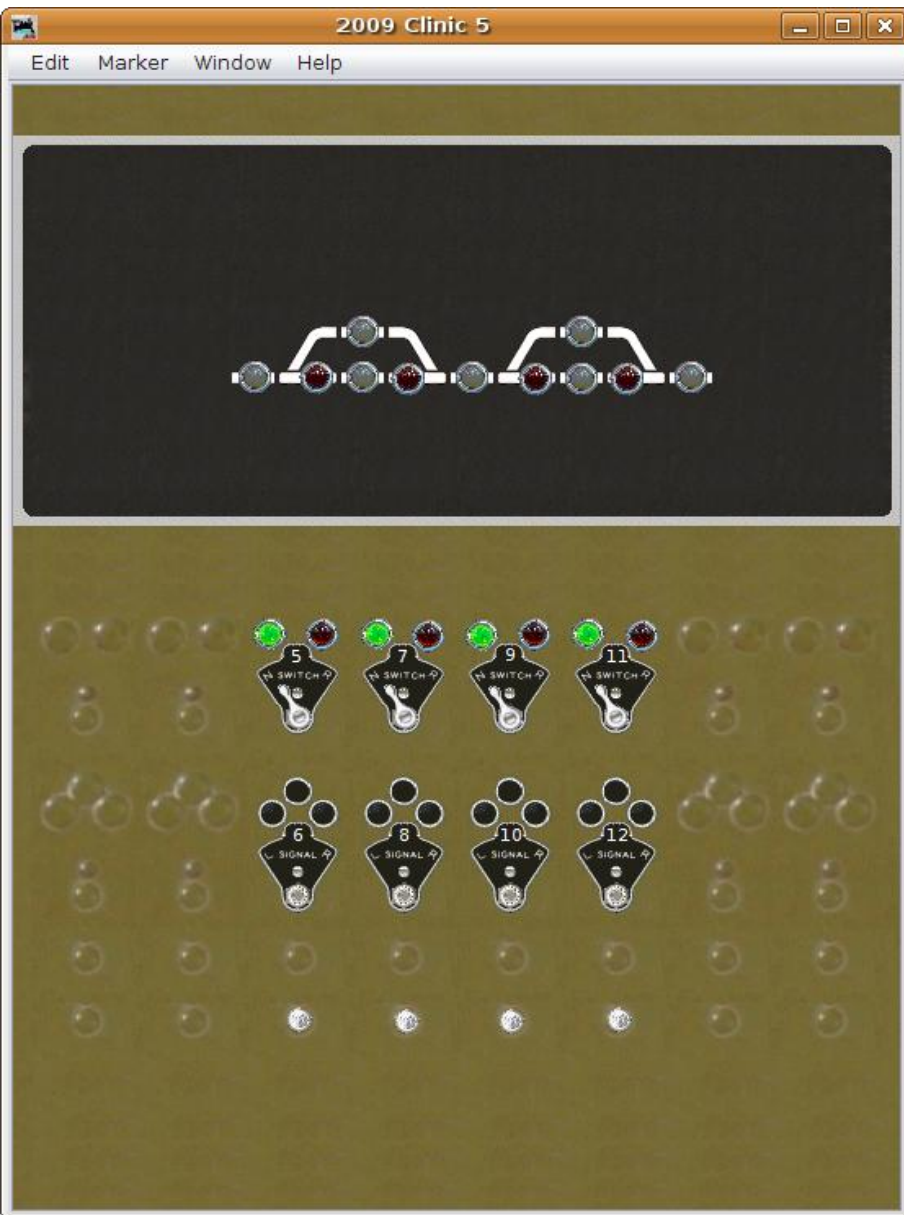 2009 Clinic 5
Edit Marker Window Help
5 7 9 11
N SWITCH R N SWITCH R N SWITCH R N SWITCH R
6 8 10 12
L SIGNAL R L SIGNAL R L SIGNAL R L SIGNAL R